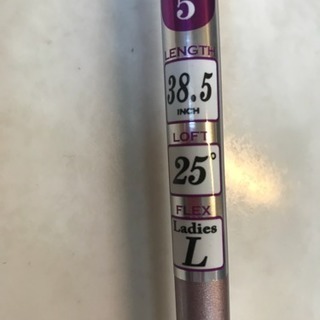 5
LENGTH
38.5
INCH
LOFT
25°
FLEX
Ladies
L